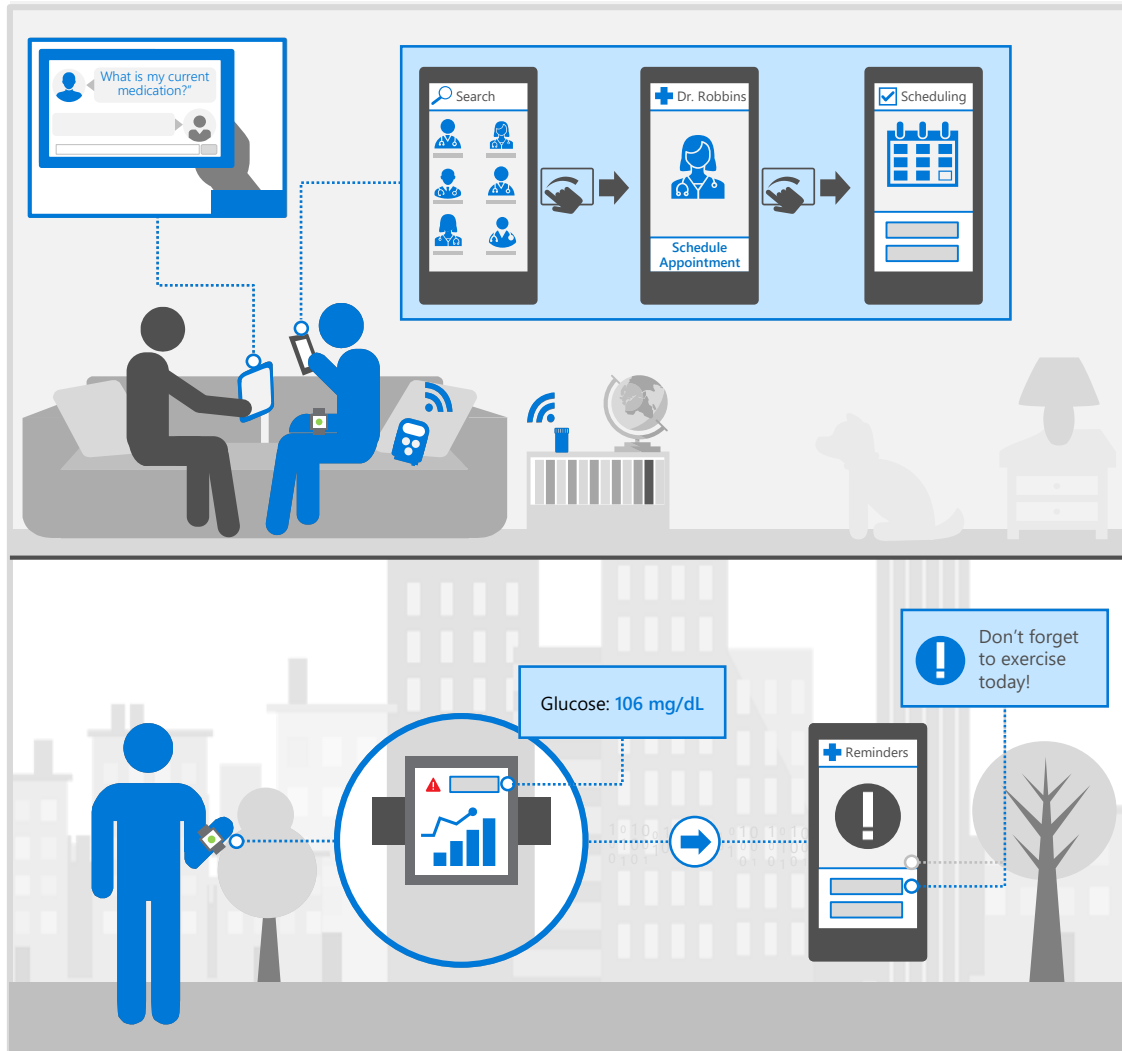 What is my current
medication?"
Search
Dr. Robbins
Schedule
Appointment
Scheduling
Don't forget
to exercise
today!
Glucose: 106 mg/dL
Reminders